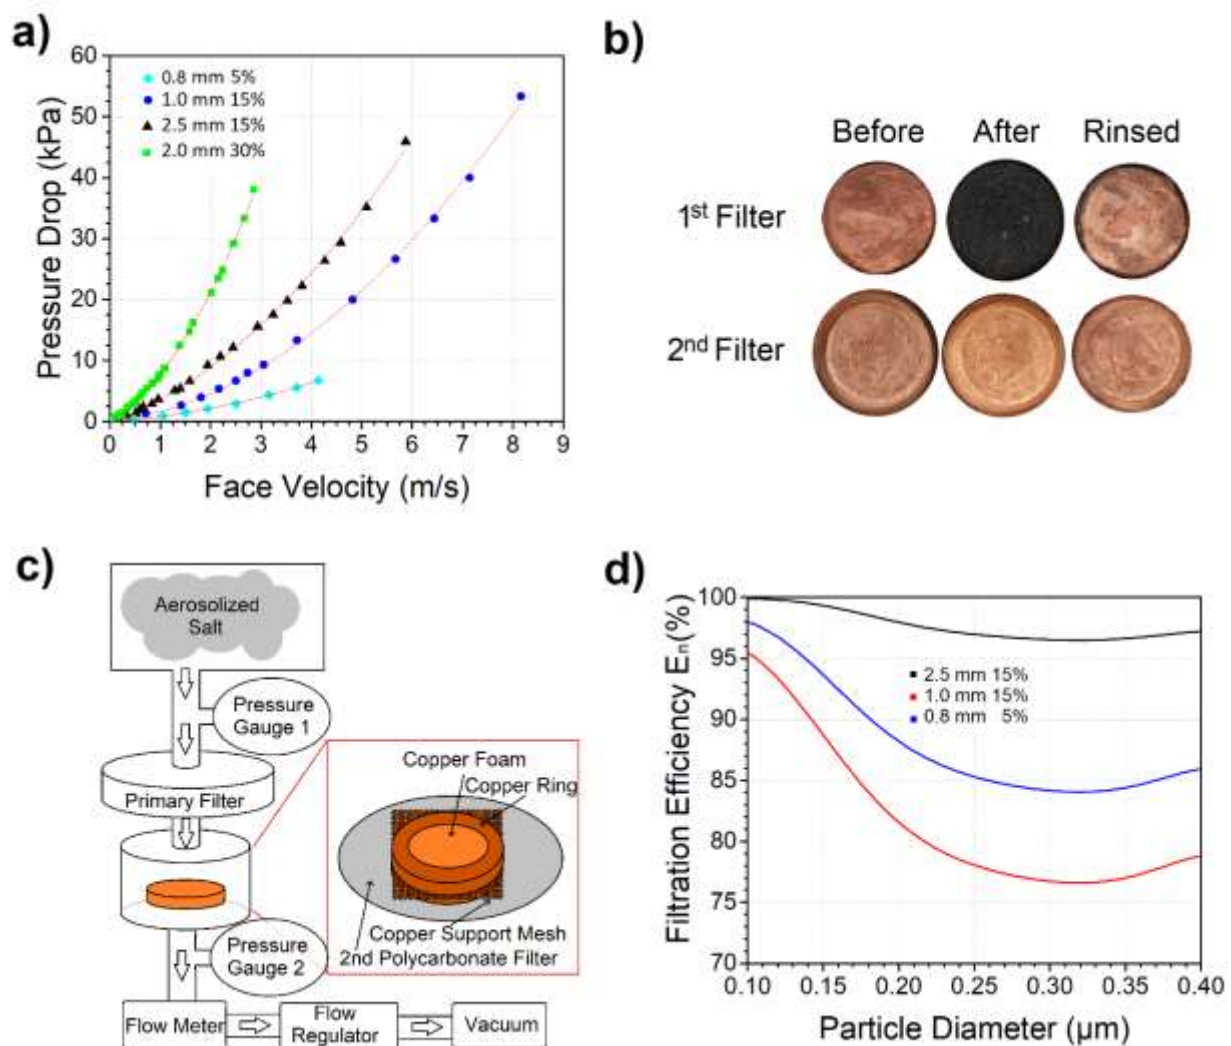 a)
60
50
40
30
20
10
0
Pressure Drop (kPa)
0.8 mm 5%
1.0 mm 15%
2.5 mm 15%
2.0 mm 30%
0 1 2 3 4 5 6 7 8 9
Face Velocity (m/s)
b)
Before After Rinsed
1st Filter
2nd Filter
c)
Aerosolized
Salt
Pressure
Gauge 1
Primary Filter
Pressure
Gauge 2
Flow Meter
Flow
Regulator
Vacuum
Copper Foam
Copper Ring
Copper Support Mesh
2nd Polycarbonate Filter
d)
100
95
90
85
80
75
70
Filtration Efficiency En(%)
2.5 mm 15%
1.0 mm 15%
0.8 mm 5%
0.10 0.15 0.20 0.25 0.30 0.35 0.40
Particle Diameter (µm)